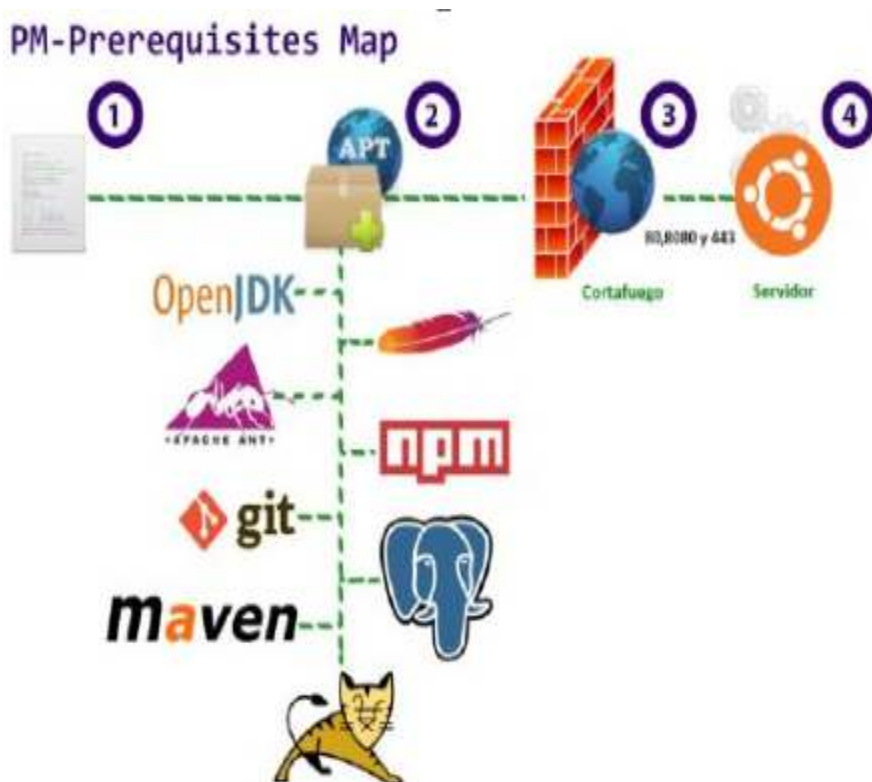 PM-Prerequisites Map
1
2
3
4
APT
80,8080 y 443
Cortafuego
Servidor
OpenJDK
APACHE ANT
npm
git
maven